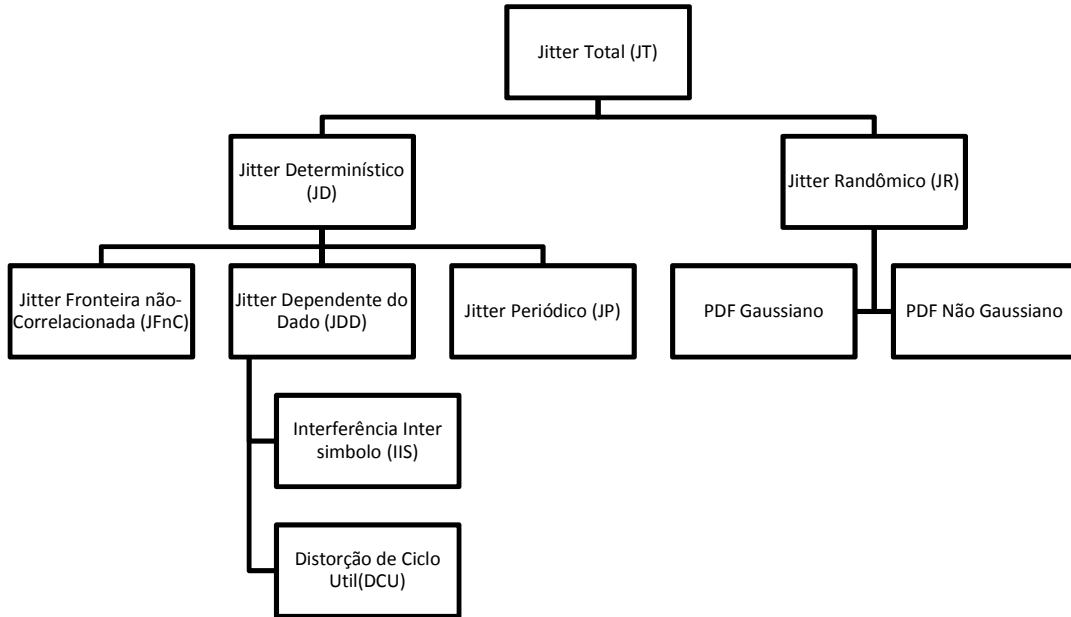 Jitter Total (JT)
Jitter Determinístico
(JD)
Jitter Randômico (JR)
Jitter Fronteira não-
Correlacionada (JFnC)
Jitter Dependente do
Dado (JDD)
Jitter Periódico (JP)
PDF Gaussiano
PDF Não Gaussiano
Interferência Inter
simbolo (IIS)
Distorção de Ciclo
Util(DCU)